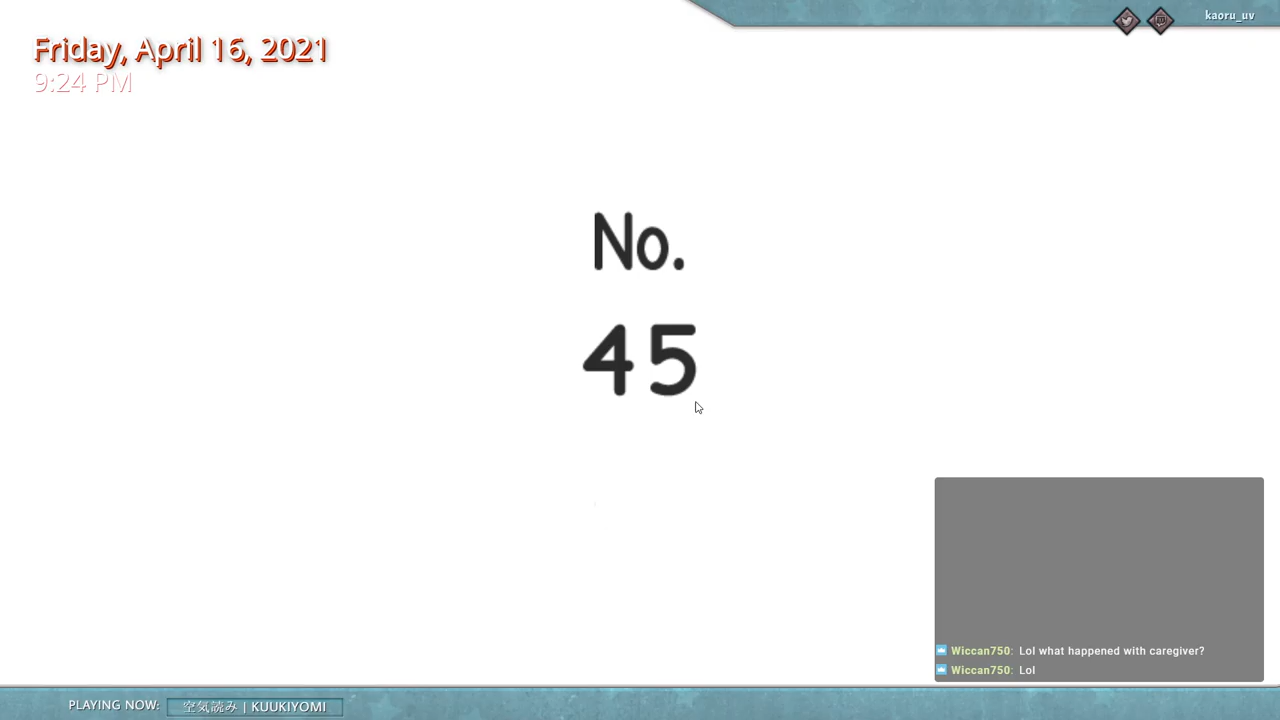 kaoru_uv
Friday, April 16, 2021
9:24 PM
No.
45
Wiccan750: Lol what happened with caregiver?
Wiccan750: Lol
PLAYING NOW: 空気読み | KUUKIYOMI